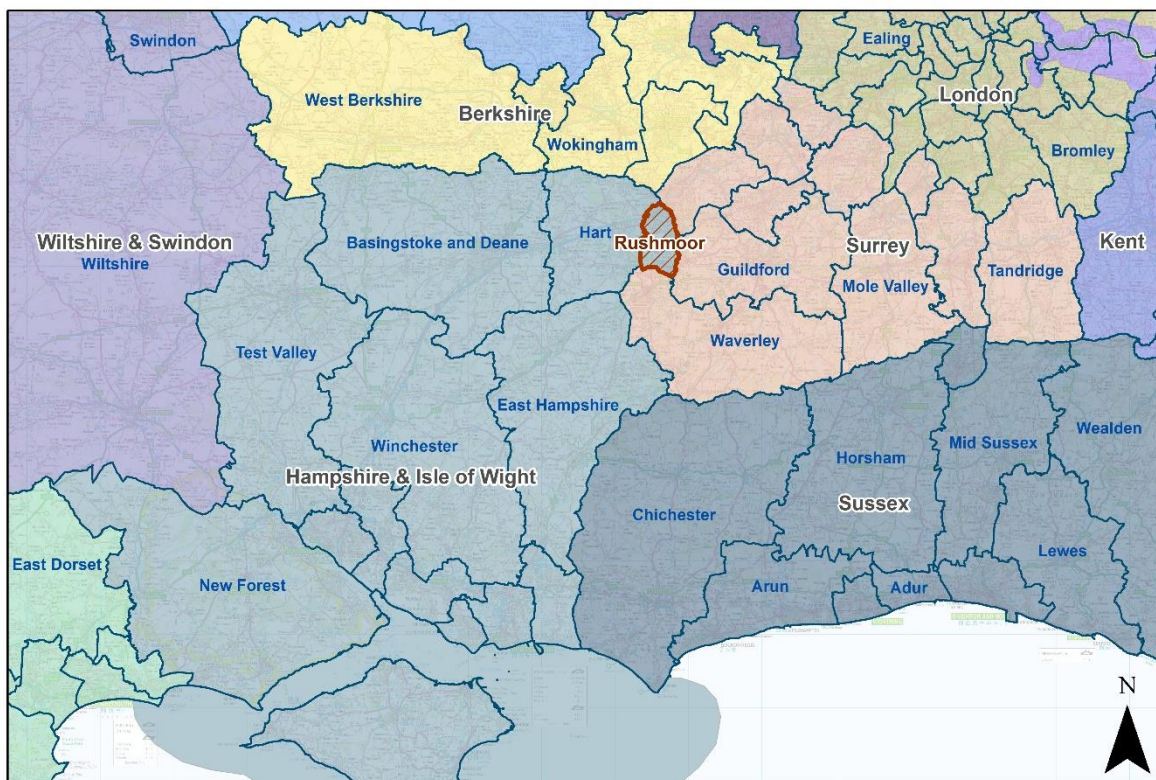 Swindon
Ealing
London
West Berkshire
Berkshire
Wokingham
Bromley
Wiltshire & Swindon
Wiltshire
Basingstoke and Deane
Hart
Rushmoor
Surrey
Kent
Guildford
Mole Valley
Tandridge
Test Valley
Waverley
East Hampshire
Winchester
Hampshire & Isle of Wight
Horsham
Mid Sussex
Wealden
Sussex
Chichester
East Dorset
New Forest
Arun
Adur
Lewes
N